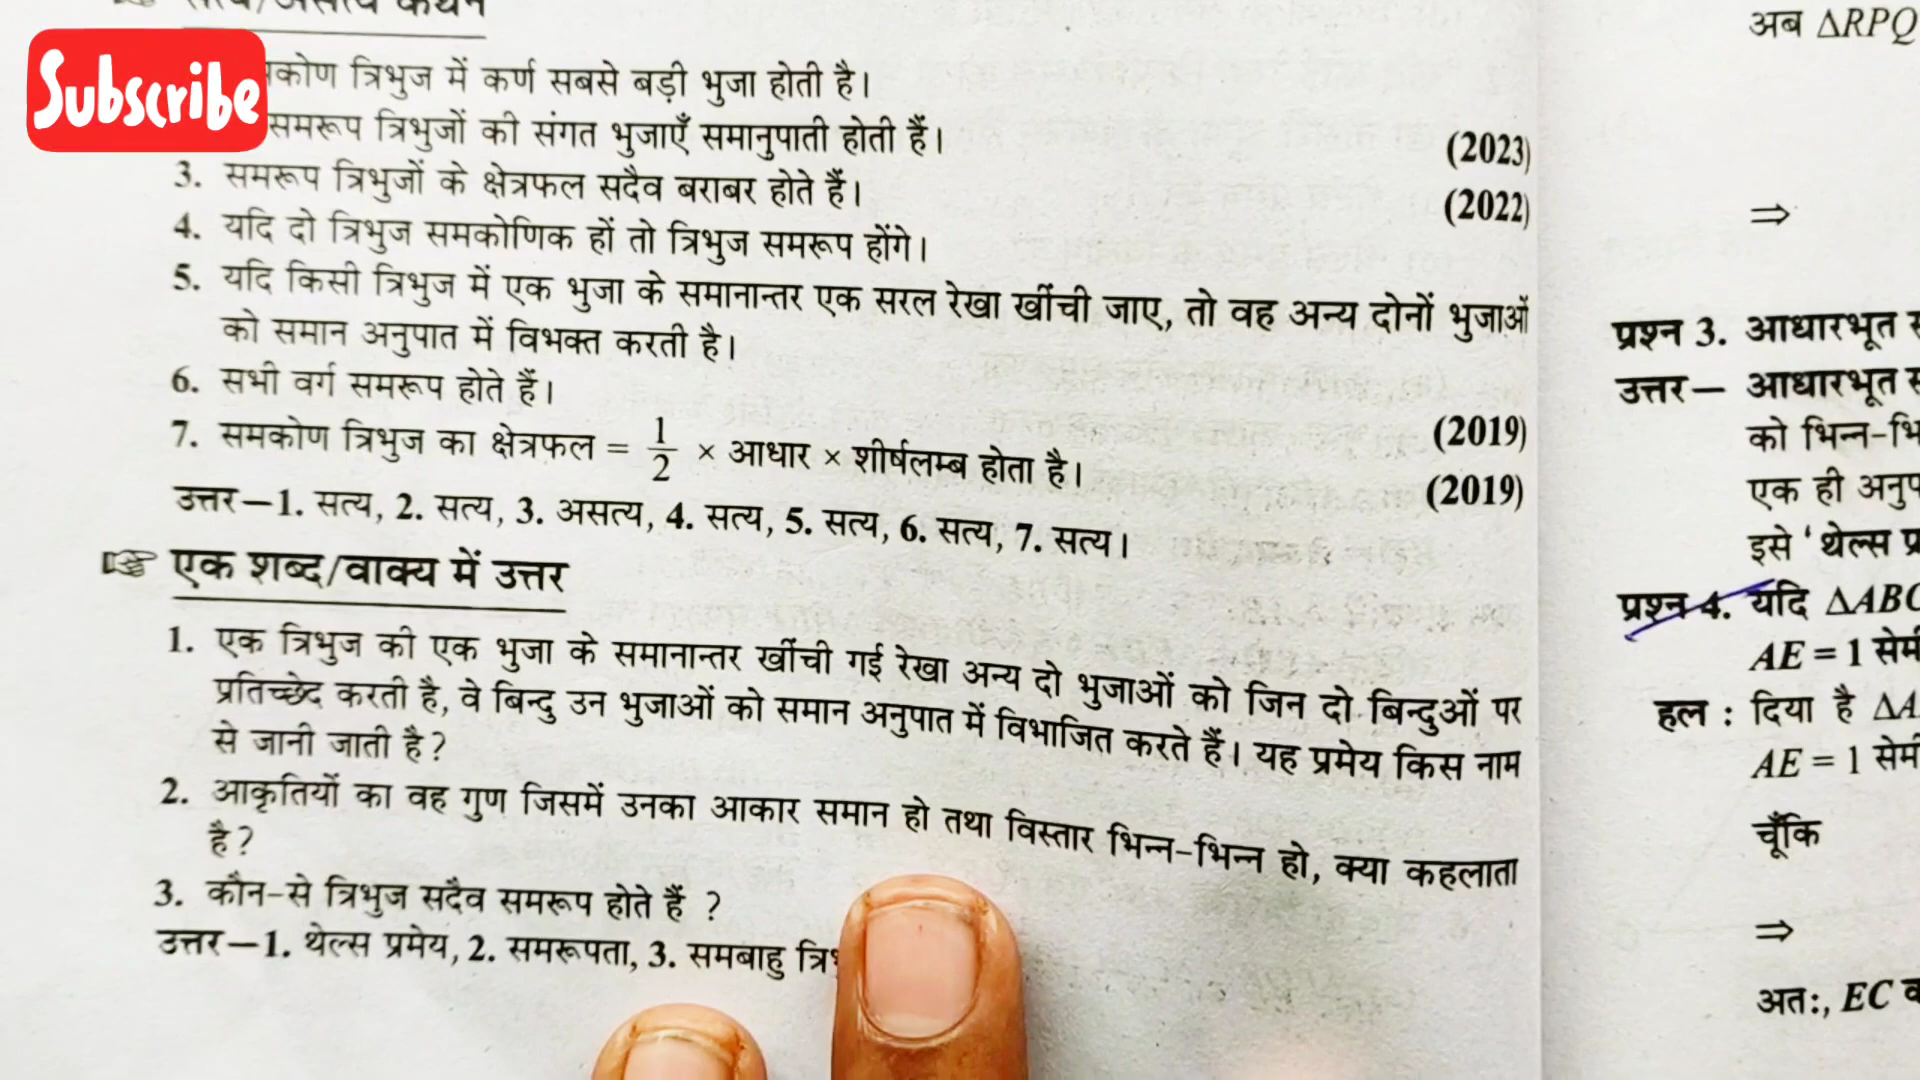 Subscribe
त्रिभुज में कर्ण सबसे बड़ी भुजा होती है।
समरूप त्रिभुजों की संगत भुजाएँ समानुपाती होती हैं। (2023)
3. समरूप त्रिभुजों के क्षेत्रफल सदैव बराबर होते हैं। (2022)
4. यदि दो त्रिभुज समकोणिक हों तो त्रिभुज समरूप होंगे।
5. यदि किसी त्रिभुज में एक भुजा के समानान्तर एक सरल रेखा खींची जाए, तो वह अन्य दोनों भुजाओं
को समान अनुपात में विभक्त करती है।
6. सभी वर्ग समरूप होते हैं। (2019)
7. समकोण त्रिभुज का क्षेत्रफल = 1/2 × आधार × शीर्षलम्ब होता है। (2019)
उत्तर—1. सत्य, 2. सत्य, 3. असत्य, 4. सत्य, 5. सत्य, 6. सत्य, 7. सत्य।
एक शब्द/वाक्य में उत्तर
1. एक त्रिभुज की एक भुजा के समानान्तर खींची गई रेखा अन्य दो भुजाओं को जिन दो बिन्दुओं पर
प्रतिच्छेद करती है, वे बिन्दु उन भुजाओं को समान अनुपात में विभाजित करते हैं। यह प्रमेय किस नाम
से जानी जाती है?
2. आकृतियों का वह गुण जिसमें उनका आकार समान हो तथा विस्तार भिन्न-भिन्न हो, क्या कहलाता
है?
3. कौन-से त्रिभुज सदैव समरूप होते हैं ?
उत्तर—1. थेल्स प्रमेय, 2. समरूपता, 3. समबाहु
अब ΔRPQ
⇒
प्रश्न 3. आधारभूत
उत्तर— आधारभूत
को
एक ही
इसे 'थेल्स
प्रश्न 4. यदि ΔABC
AE = 1 सेमी
हल : दिया है
AE = 1 सेमी
चूँकि
⇒
अतः, EC